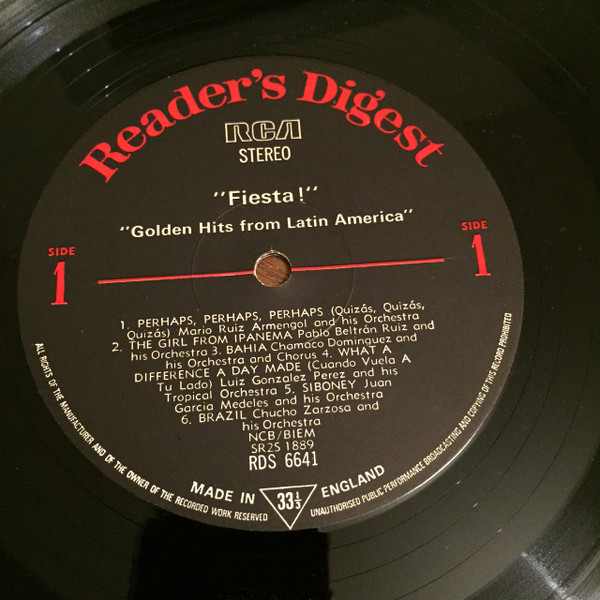 Reader's Digest
RCA
STEREO
"Fiesta!"
"Golden Hits from Latin America"
SIDE
1
SIDE
1
1. PERHAPS, PERHAPS, PERHAPS (Quizás, Quizás,
Quizás) Mario Ruiz Armengol and his Orchestra
2. THE GIRL FROM IPANEMA Pablo Beltrán Ruiz and
his Orchestra 3. BAHIA Chamaco Dominguez and
his Orchestra and Chorus 4. WHAT A
DIFFERENCE A DAY MADE (Cuando Vuela A
Tu Lado) Luiz Gonzalez Perez and his
Tropical Orchestra 5. SIBONEY Juan
Garcia Medeles and his Orchestra
6. BRAZIL Chucho Zarzosa and
his Orchestra
NCB/BIEM
SR2S 1889
RDS 6641
MADE IN ENGLAND
33⅓
ALL RIGHTS OF THE MANUFACTURER AND OF THE OWNER OF THE RECORDED WORK RESERVED
UNAUTHORISED PUBLIC PERFORMANCE BROADCASTING AND COPYING OF THIS RECORD PROHIBITED